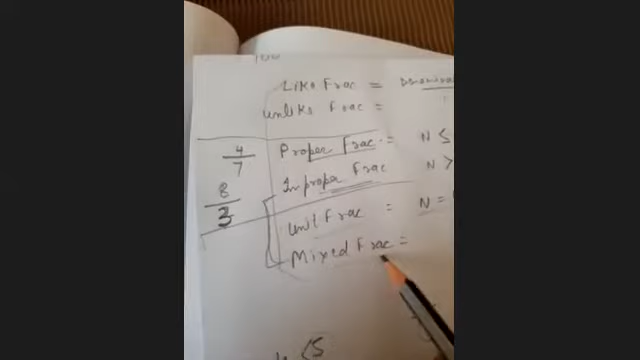 Like Frac =
unlike Frac =
4/7
Proper Frac. = N ≤
8/3
Improper Frac N >
Unit Frac = N =
Mixed Frac =